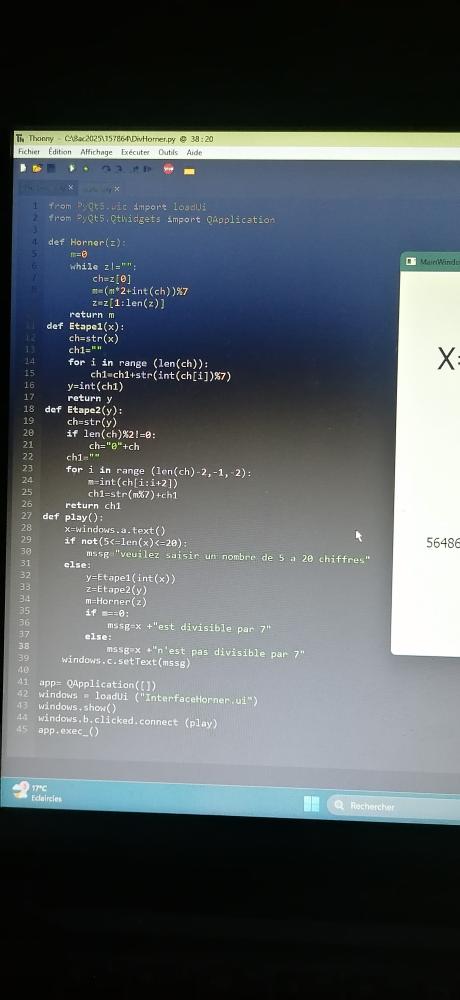 Thonny - C:\Bac2025\157864\DivHorner.py @ 38:20
Fichier Édition Affichage Exécuter Outils Aide
1 from PyQt5.uic import loadUi
2 from PyQt5.QtWidgets import QApplication
3
4 def Horner(z):
5 m=0
6 while z!="":
7 ch=z[0]
8 m=(m*2+int(ch))%7
z=z[1:len(z)]
return m
11 def Etape1(x):
12 ch=str(x)
13 ch1=""
14 for i in range (len(ch)):
15 ch1=ch1+str(int(ch[i])%7)
16 y=int(ch1)
17 return y
18 def Etape2(y):
19 ch=str(y)
20 if len(ch)%2!=0:
21 ch="0"+ch
22 ch1=""
23 for i in range (len(ch)-2,-1,-2):
24 m=int(ch[i:i+2])
25 ch1=str(m%7)+ch1
26 return ch1
27 def play():
28 x=windows.a.text()
29 if not(5<=len(x)<=20):
30 mssg="veuilez saisir un nombre de 5 a 20 chiffres"
31 else:
32 y=Etape1(int(x))
33 z=Etape2(y)
34 m=Horner(z)
35 if m==0:
36 mssg=x +"est divisible par 7"
37 else:
38 mssg=x +"n'est pas divisible par 7"
39 windows.c.setText(mssg)
40
41 app= QApplication([])
42 windows = loadUi ("InterfaceHorner.ui")
43 windows.show()
44 windows.b.clicked.connect (play)
45 app.exec_()
MainWindo
X=
56486
17°C
Eclaircies
Rechercher